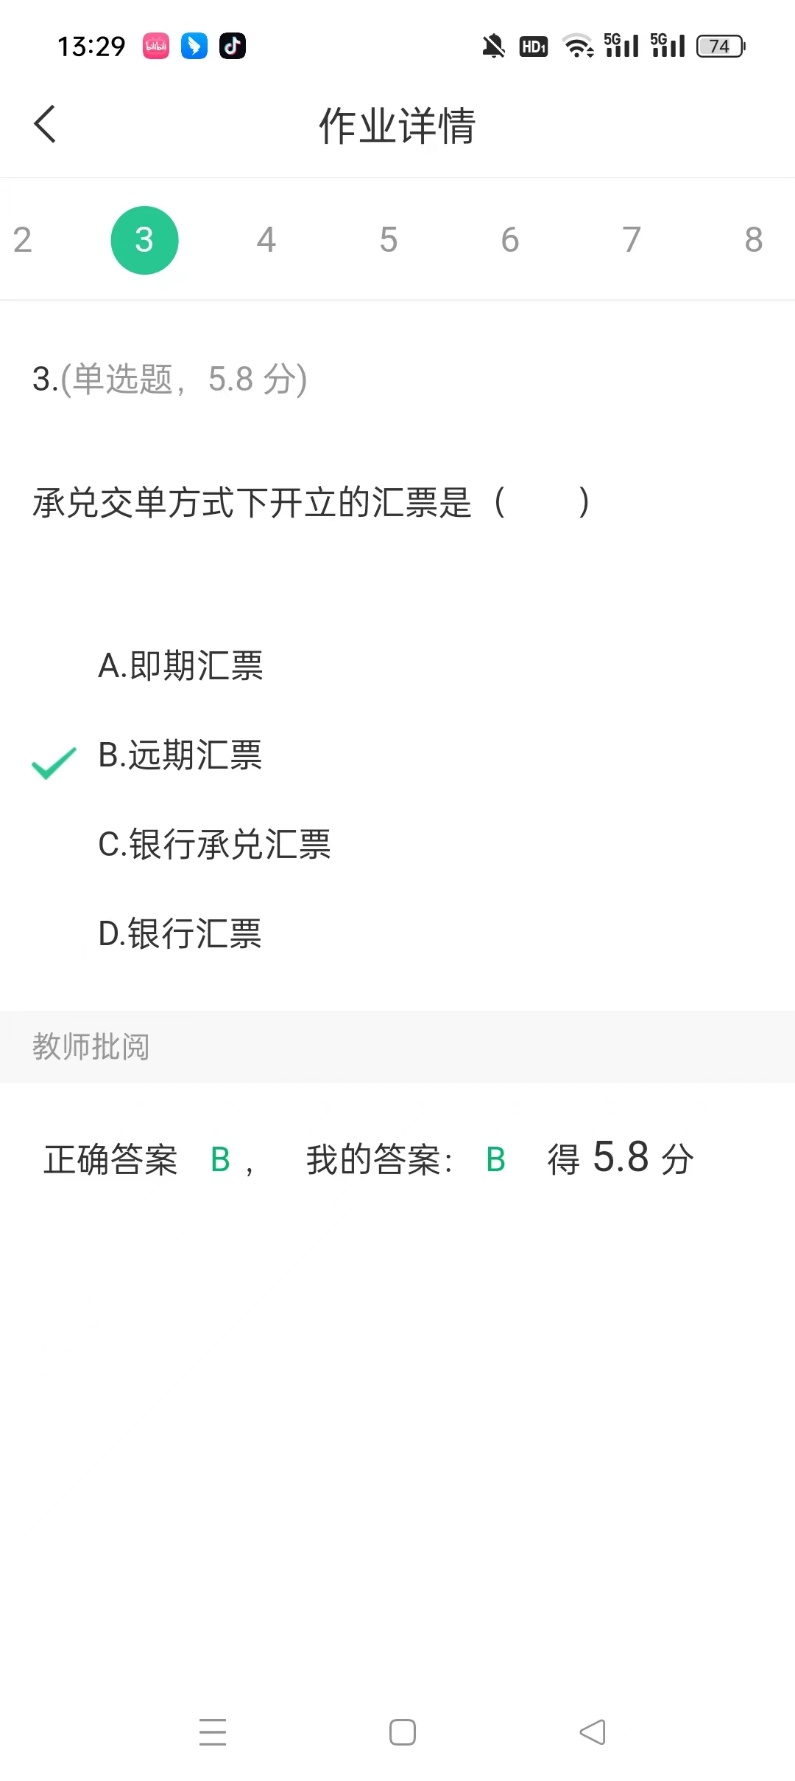 13:29 bilibili HD1 5G 5G 74
作业详情
2 3 4 5 6 7 8
3.(单选题，5.8 分)
承兑交单方式下开立的汇票是（　　）
A.即期汇票
B.远期汇票
C.银行承兑汇票
D.银行汇票
教师批阅
正确答案 B， 我的答案： B 得 5.8 分